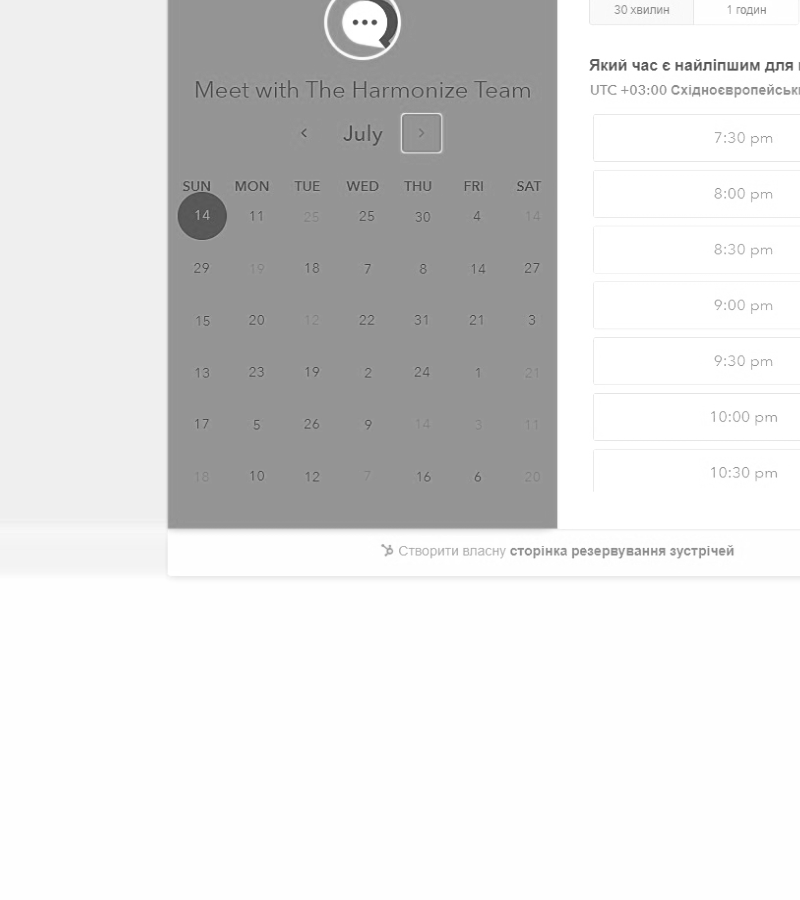 Meet with The Harmonize Team
July
SUN MON TUE WED THU FRI SAT
14 11 25 25 30 4 14
29 19 18 7 8 14 27
15 20 12 22 31 21 3
13 23 19 2 24 1 21
17 5 26 9 14 3 11
18 10 12 7 16 6 20
30 хвилин 1 годин
Який час є найліпшим для
UTC +03:00 Східноєвропейськ
7:30 pm
8:00 pm
8:30 pm
9:00 pm
9:30 pm
10:00 pm
10:30 pm
Створити власну сторінка резервування зустрічей